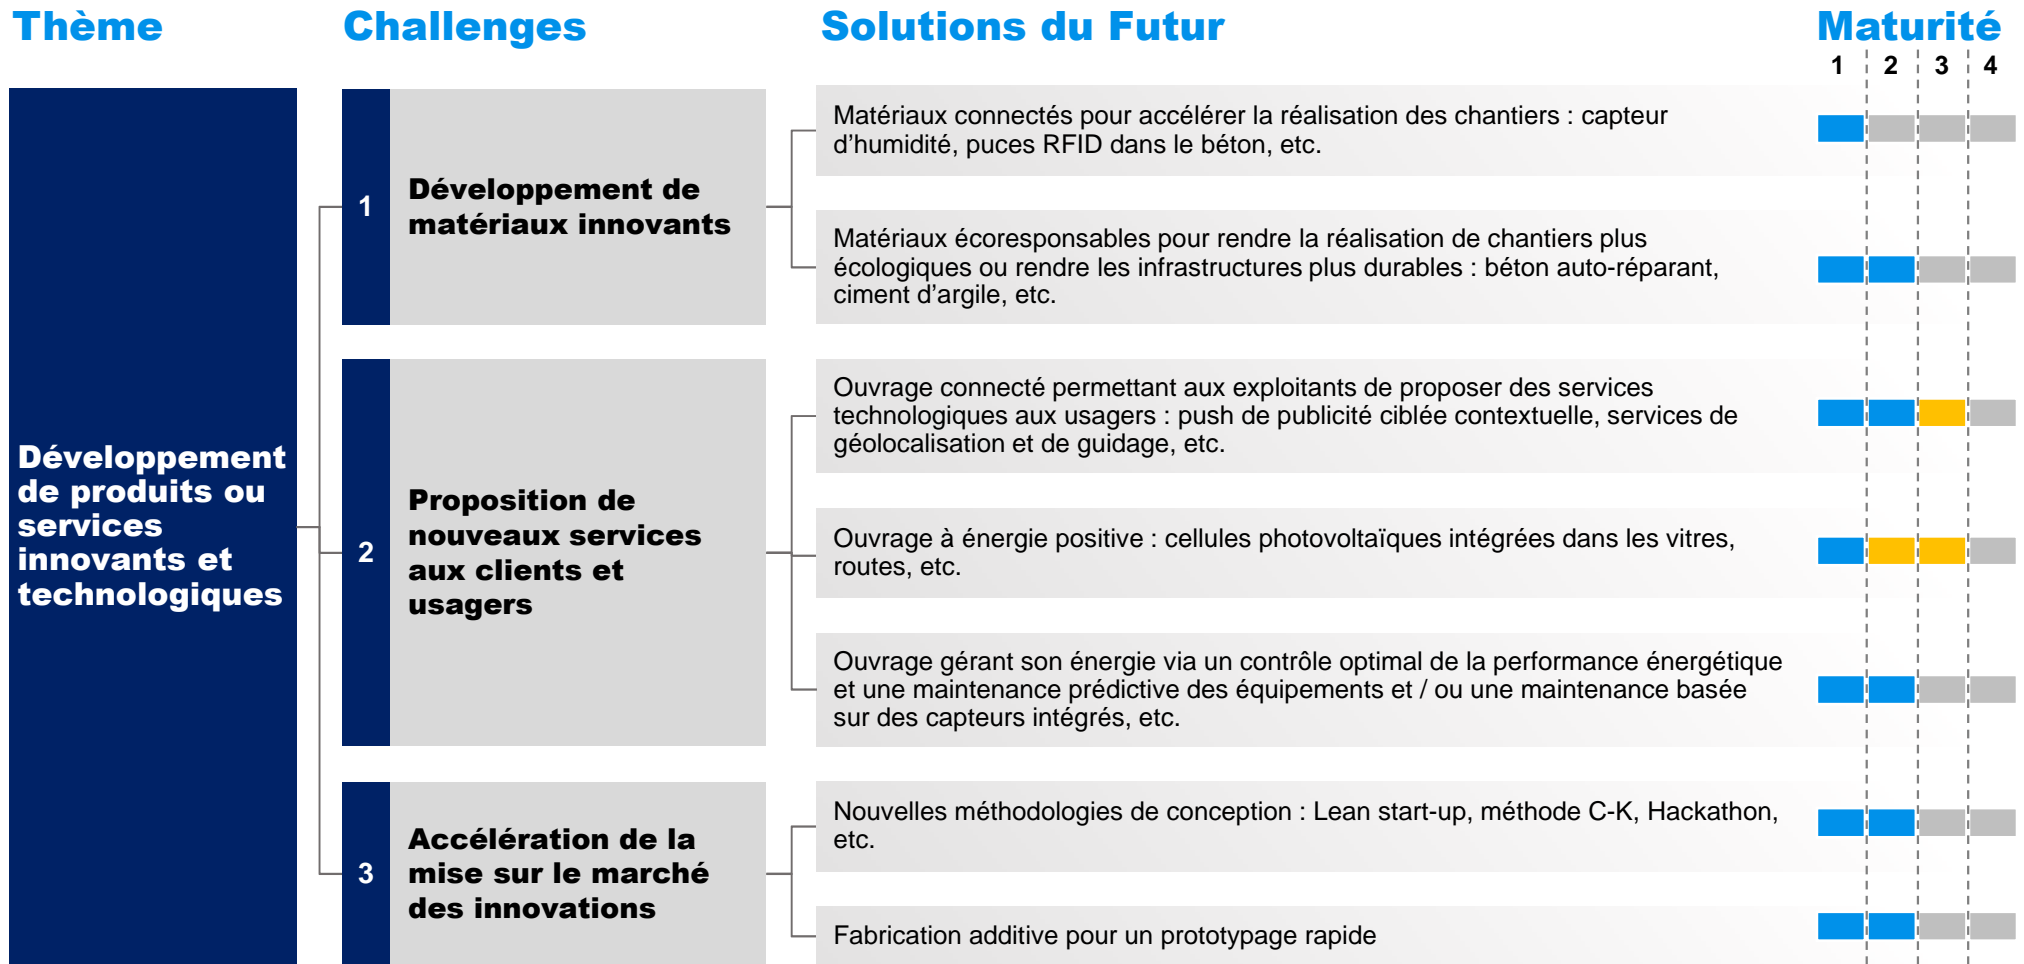 Thème
Challenges
Solutions du Futur
Maturité
1 2 3 4
Développement
de produits ou
services
innovants et
technologiques
1
Développement de
matériaux innovants
Matériaux connectés pour accélérer la réalisation des chantiers : capteur
d’humidité, puces RFID dans le béton, etc.
Matériaux écoresponsables pour rendre la réalisation de chantiers plus
écologiques ou rendre les infrastructures plus durables : béton auto-réparant,
ciment d’argile, etc.
2
Proposition de
nouveaux services
aux clients et
usagers
Ouvrage connecté permettant aux exploitants de proposer des services
technologiques aux usagers : push de publicité ciblée contextuelle, services de
géolocalisation et de guidage, etc.
Ouvrage à énergie positive : cellules photovoltaïques intégrées dans les vitres,
routes, etc.
Ouvrage gérant son énergie via un contrôle optimal de la performance énergétique
et une maintenance prédictive des équipements et / ou une maintenance basée
sur des capteurs intégrés, etc.
3
Accélération de la
mise sur le marché
des innovations
Nouvelles méthodologies de conception : Lean start-up, méthode C-K, Hackathon,
etc.
Fabrication additive pour un prototypage rapide